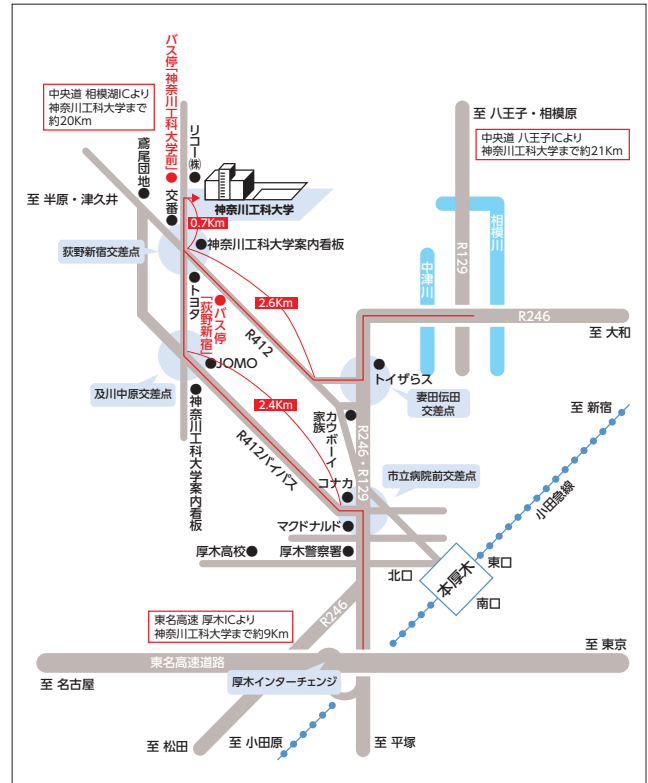 バス停「神奈川工科大学前」
中央道 相模湖ICより
神奈川工科大学まで
約20Km
リコー㈱
鳶尾団地
交番
至 半原・津久井
神奈川工科大学
0.7Km
荻野新宿交差点
神奈川工科大学案内看板
至 八王子・相模原
中央道 八王子ICより
神奈川工科大学まで約21Km
相模川
中津川
R129
R246
至 大和
トヨタ
バス停
「荻野新宿」
2.6Km
R412
JOMO
トイザらス
妻田伝田
交差点
及川中原交差点
2.4Km
神奈川工科大学案内看板
R412バイパス
カウボーイ
家族
R246・R129
至 新宿
小田急線
コナカ
市立病院前交差点
マクドナルド
厚木高校
厚木警察署
北口
本厚木
東口
南口
東名高速 厚木ICより
神奈川工科大学まで約9Km
R246
至 東京
東名高速道路
至 名古屋
厚木インターチェンジ
至 松田
至 小田原
至 平塚